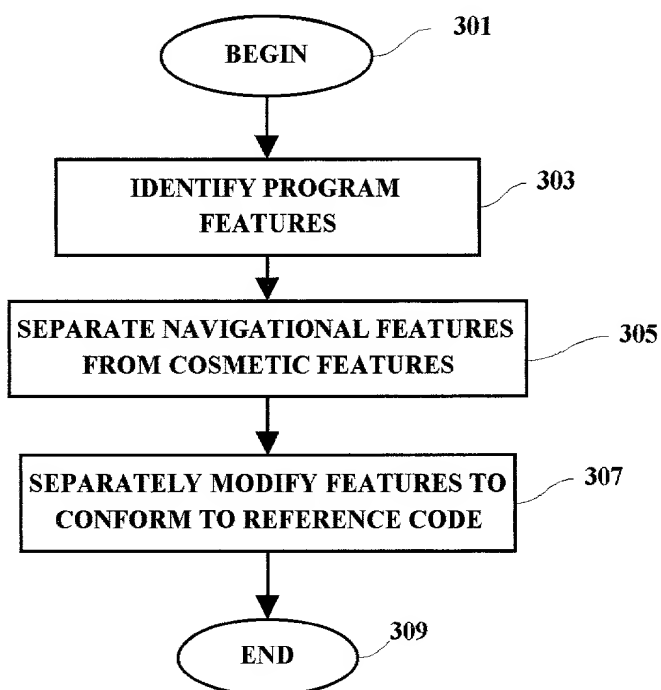 BEGIN
301
IDENTIFY PROGRAM
FEATURES
303
SEPARATE NAVIGATIONAL FEATURES
FROM COSMETIC FEATURES
305
SEPARATELY MODIFY FEATURES TO
CONFORM TO REFERENCE CODE
307
END
309